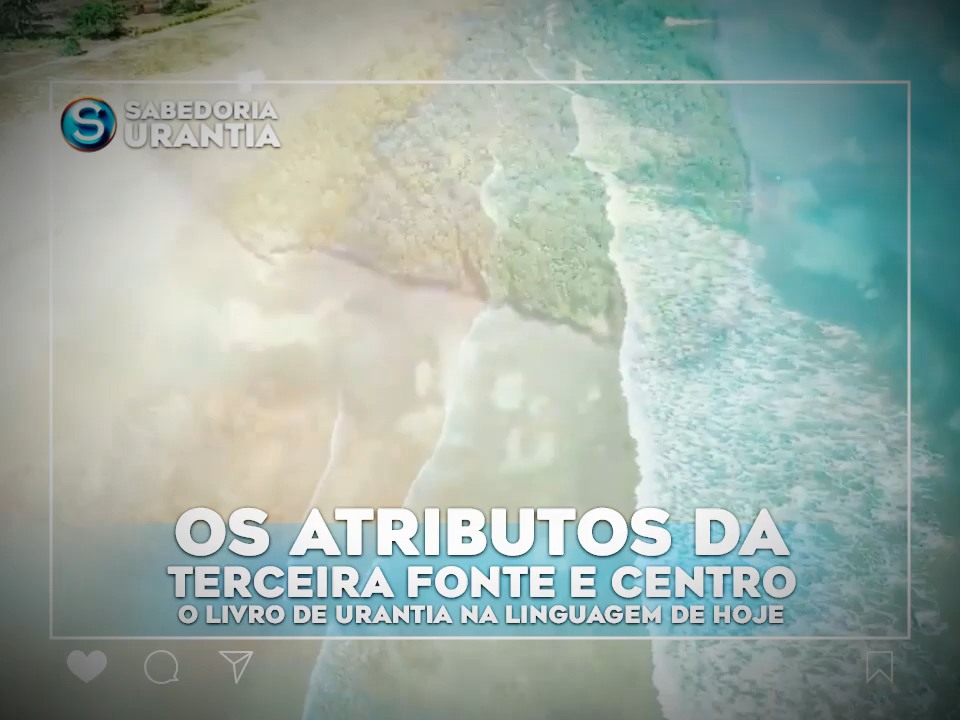 SABEDORIA
URANTIA
OS ATRIBUTOS DA
TERCEIRA FONTE E CENTRO
O LIVRO DE URANTIA NA LINGUAGEM DE HOJE